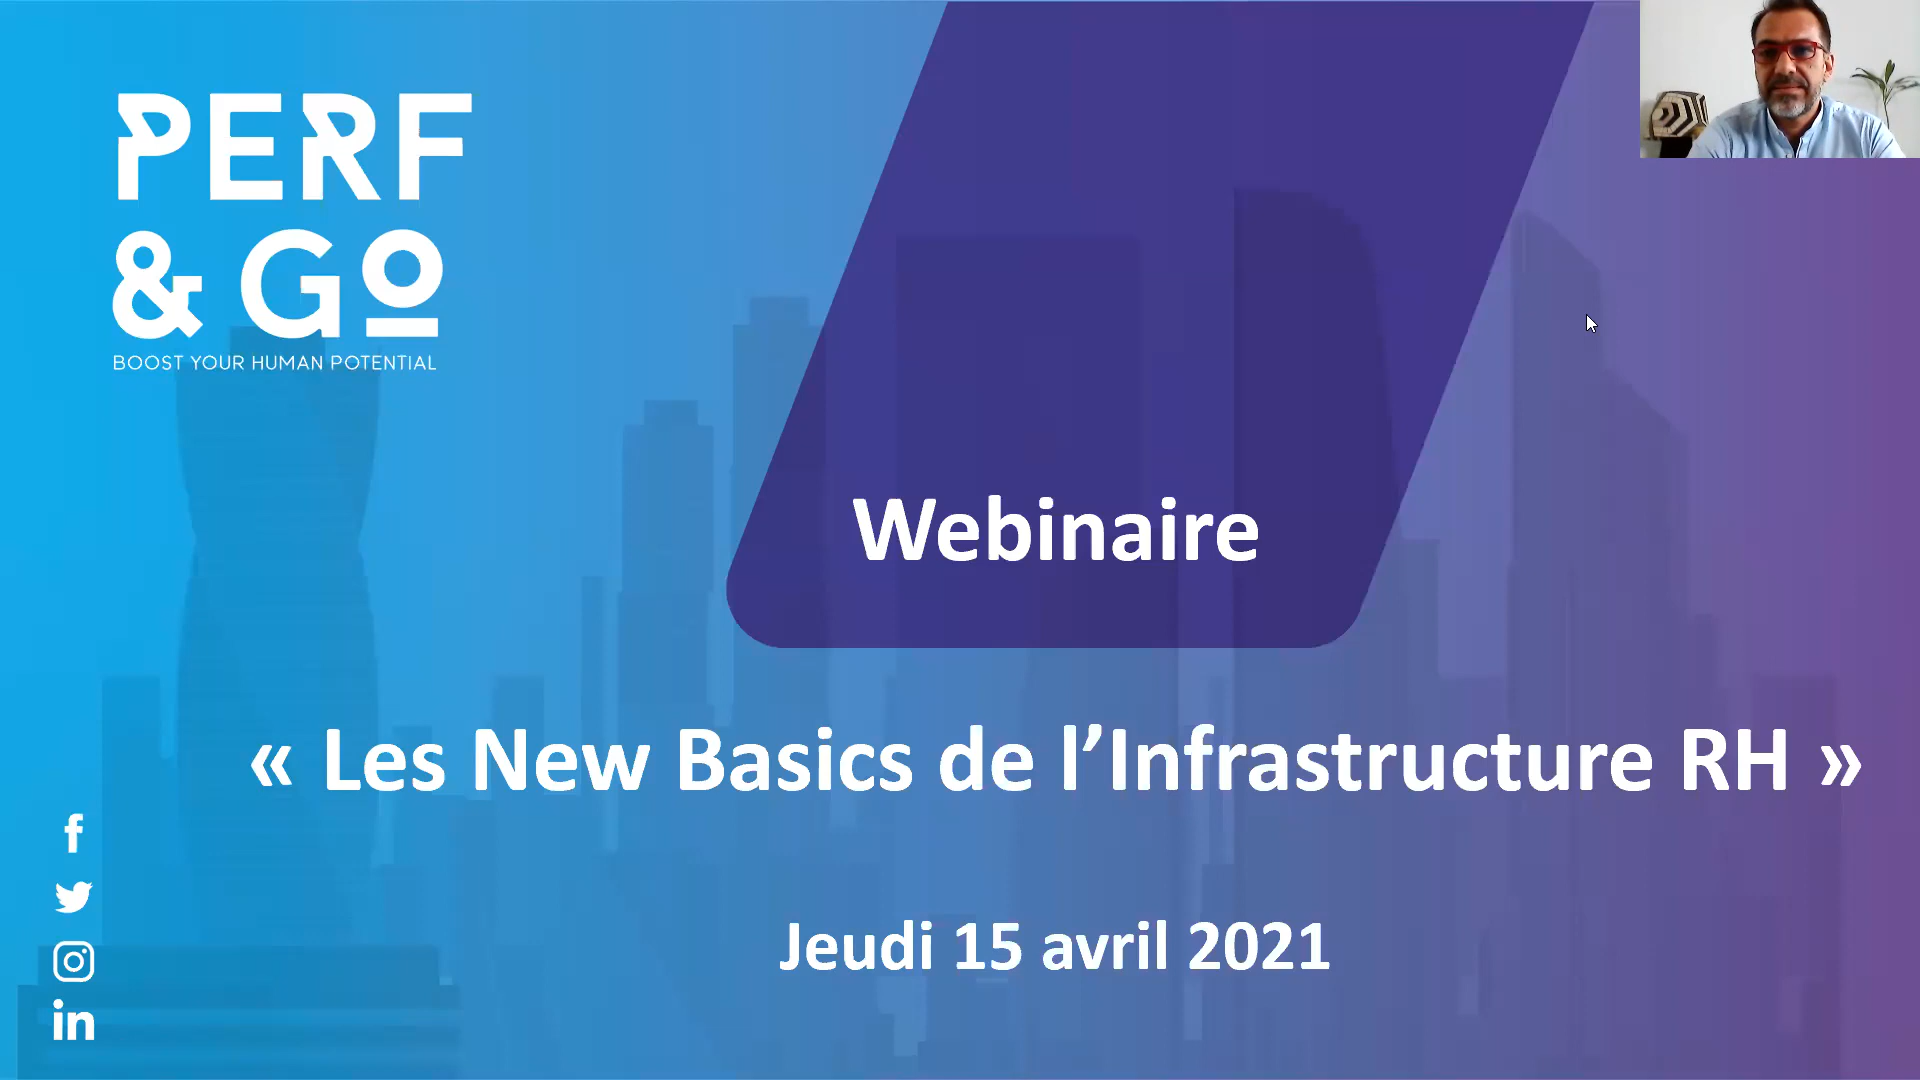 PERF
& GO
BOOST YOUR HUMAN POTENTIAL
Webinaire
« Les New Basics de l’Infrastructure RH »
Jeudi 15 avril 2021